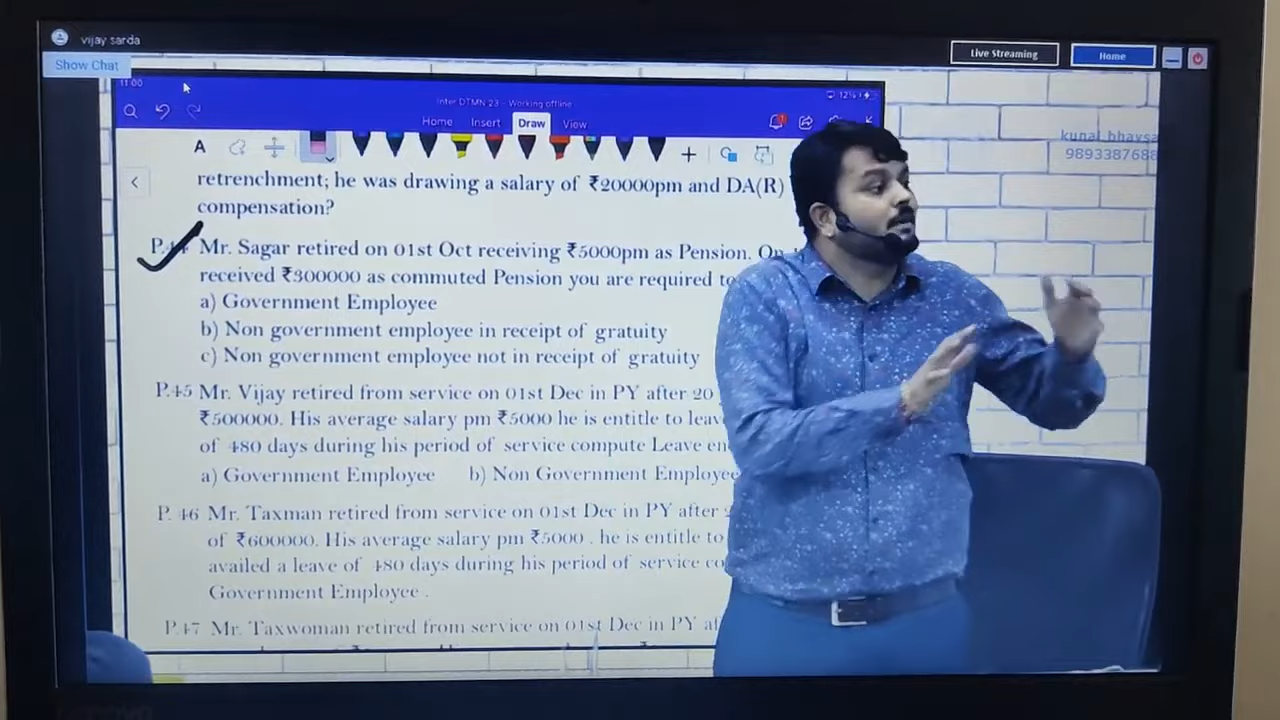 vijay sarda
Live Streaming
Home
Show Chat
11:00
Inter DTMN 23 - Working offline
12%
Home Insert Draw View
kunal bhavsa
9893387688
A
retrenchment; he was drawing a salary of ₹20000pm and DA(R)
compensation?
P.44 Mr. Sagar retired on 01st Oct receiving ₹5000pm as Pension. On
received ₹300000 as commuted Pension you are required to
a) Government Employee
b) Non government employee in receipt of gratuity
c) Non government employee not in receipt of gratuity
P.45 Mr. Vijay retired from service on 01st Dec in PY after 20
₹500000. His average salary pm ₹5000 he is entitle to leav
of 480 days during his period of service compute Leave en
a) Government Employee b) Non Government Employee
P. 46 Mr. Taxman retired from service on 01st Dec in PY after
of ₹600000. His average salary pm ₹5000 . he is entitle to
availed a leave of 480 days during his period of service co
Government Employee .
P.47 Mr. Taxwoman retired from service on 01st Dec in PY af